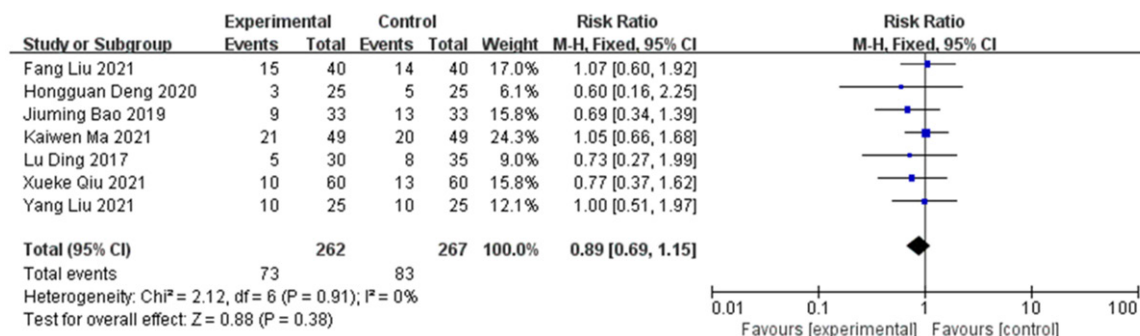 Experimental Control Risk Ratio Risk Ratio
Study or Subgroup Events Total Events Total Weight M-H, Fixed, 95% CI M-H, Fixed, 95% CI
Fang Liu 2021 15 40 14 40 17.0% 1.07 [0.60, 1.92]
Hongguan Deng 2020 3 25 5 25 6.1% 0.60 [0.16, 2.25]
Jiuming Bao 2019 9 33 13 33 15.8% 0.69 [0.34, 1.39]
Kaiwen Ma 2021 21 49 20 49 24.3% 1.05 [0.66, 1.68]
Lu Ding 2017 5 30 8 35 9.0% 0.73 [0.27, 1.99]
Xueke Qiu 2021 10 60 13 60 15.8% 0.77 [0.37, 1.62]
Yang Liu 2021 10 25 10 25 12.1% 1.00 [0.51, 1.97]
Total (95% CI) 262 267 100.0% 0.89 [0.69, 1.15]
Total events 73 83
Heterogeneity: Chi² = 2.12, df = 6 (P = 0.91); I² = 0%
Test for overall effect: Z = 0.88 (P = 0.38)
0.01 0.1 1 10 100
Favours [experimental] Favours [control]